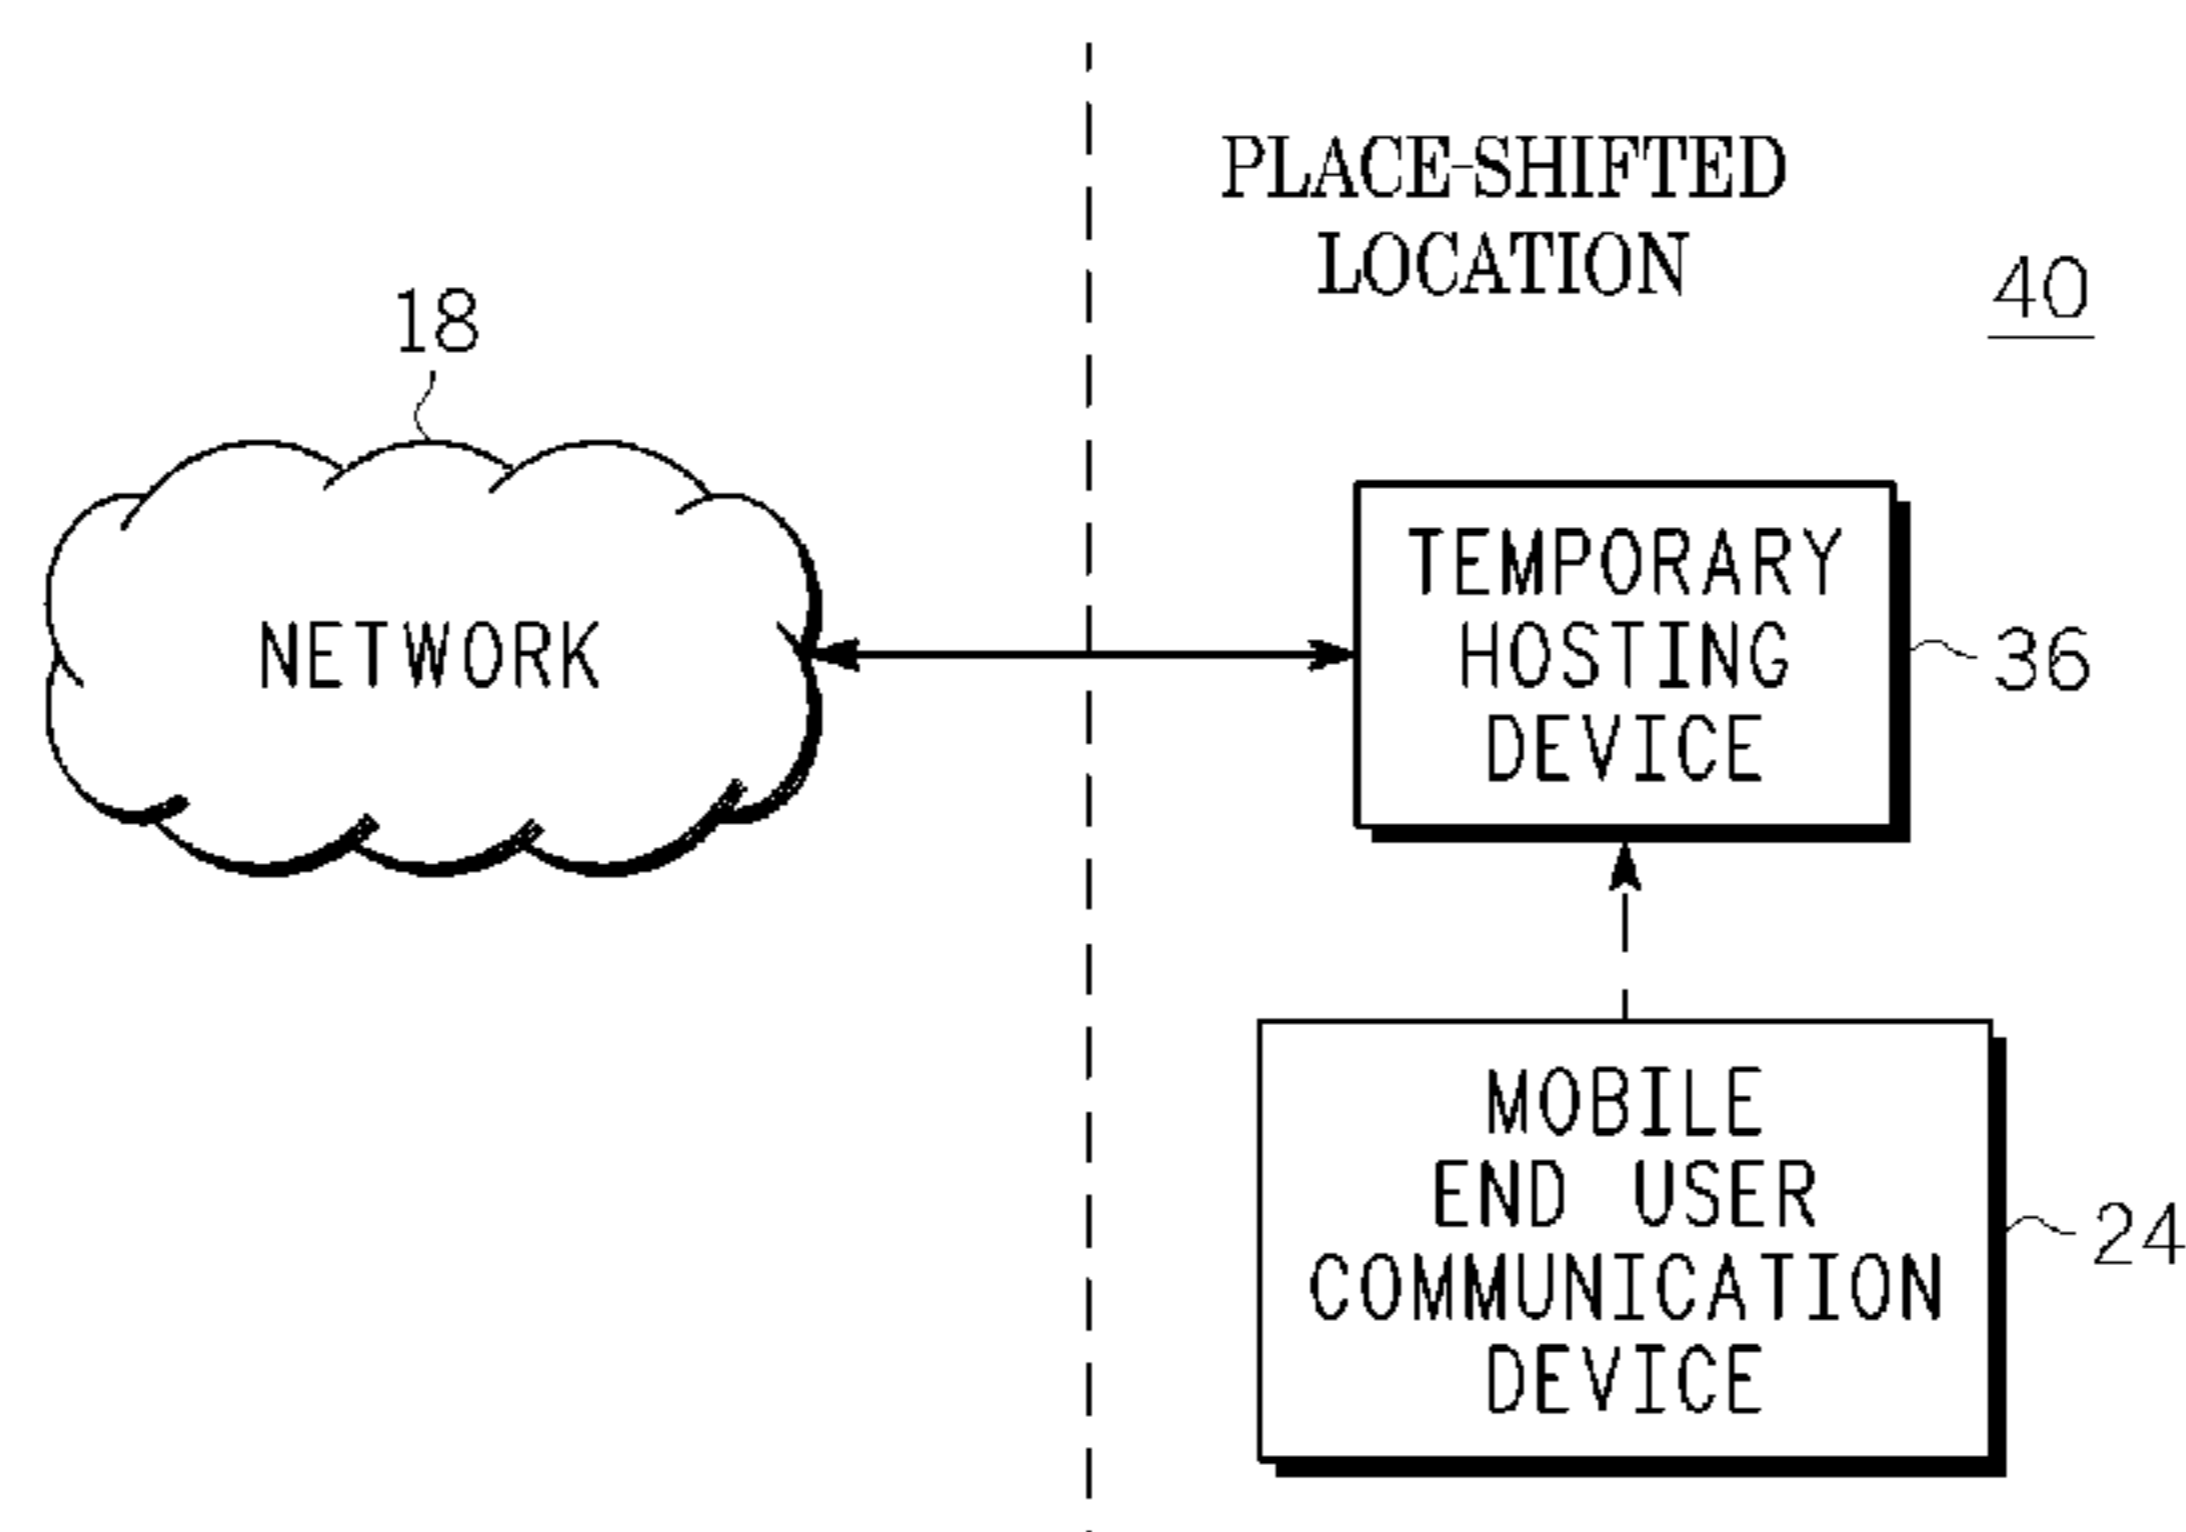 PLACE-SHIFTED
LOCATION
40
18
NETWORK
TEMPORARY
HOSTING
DEVICE
36
MOBILE
END USER
COMMUNICATION
DEVICE
24